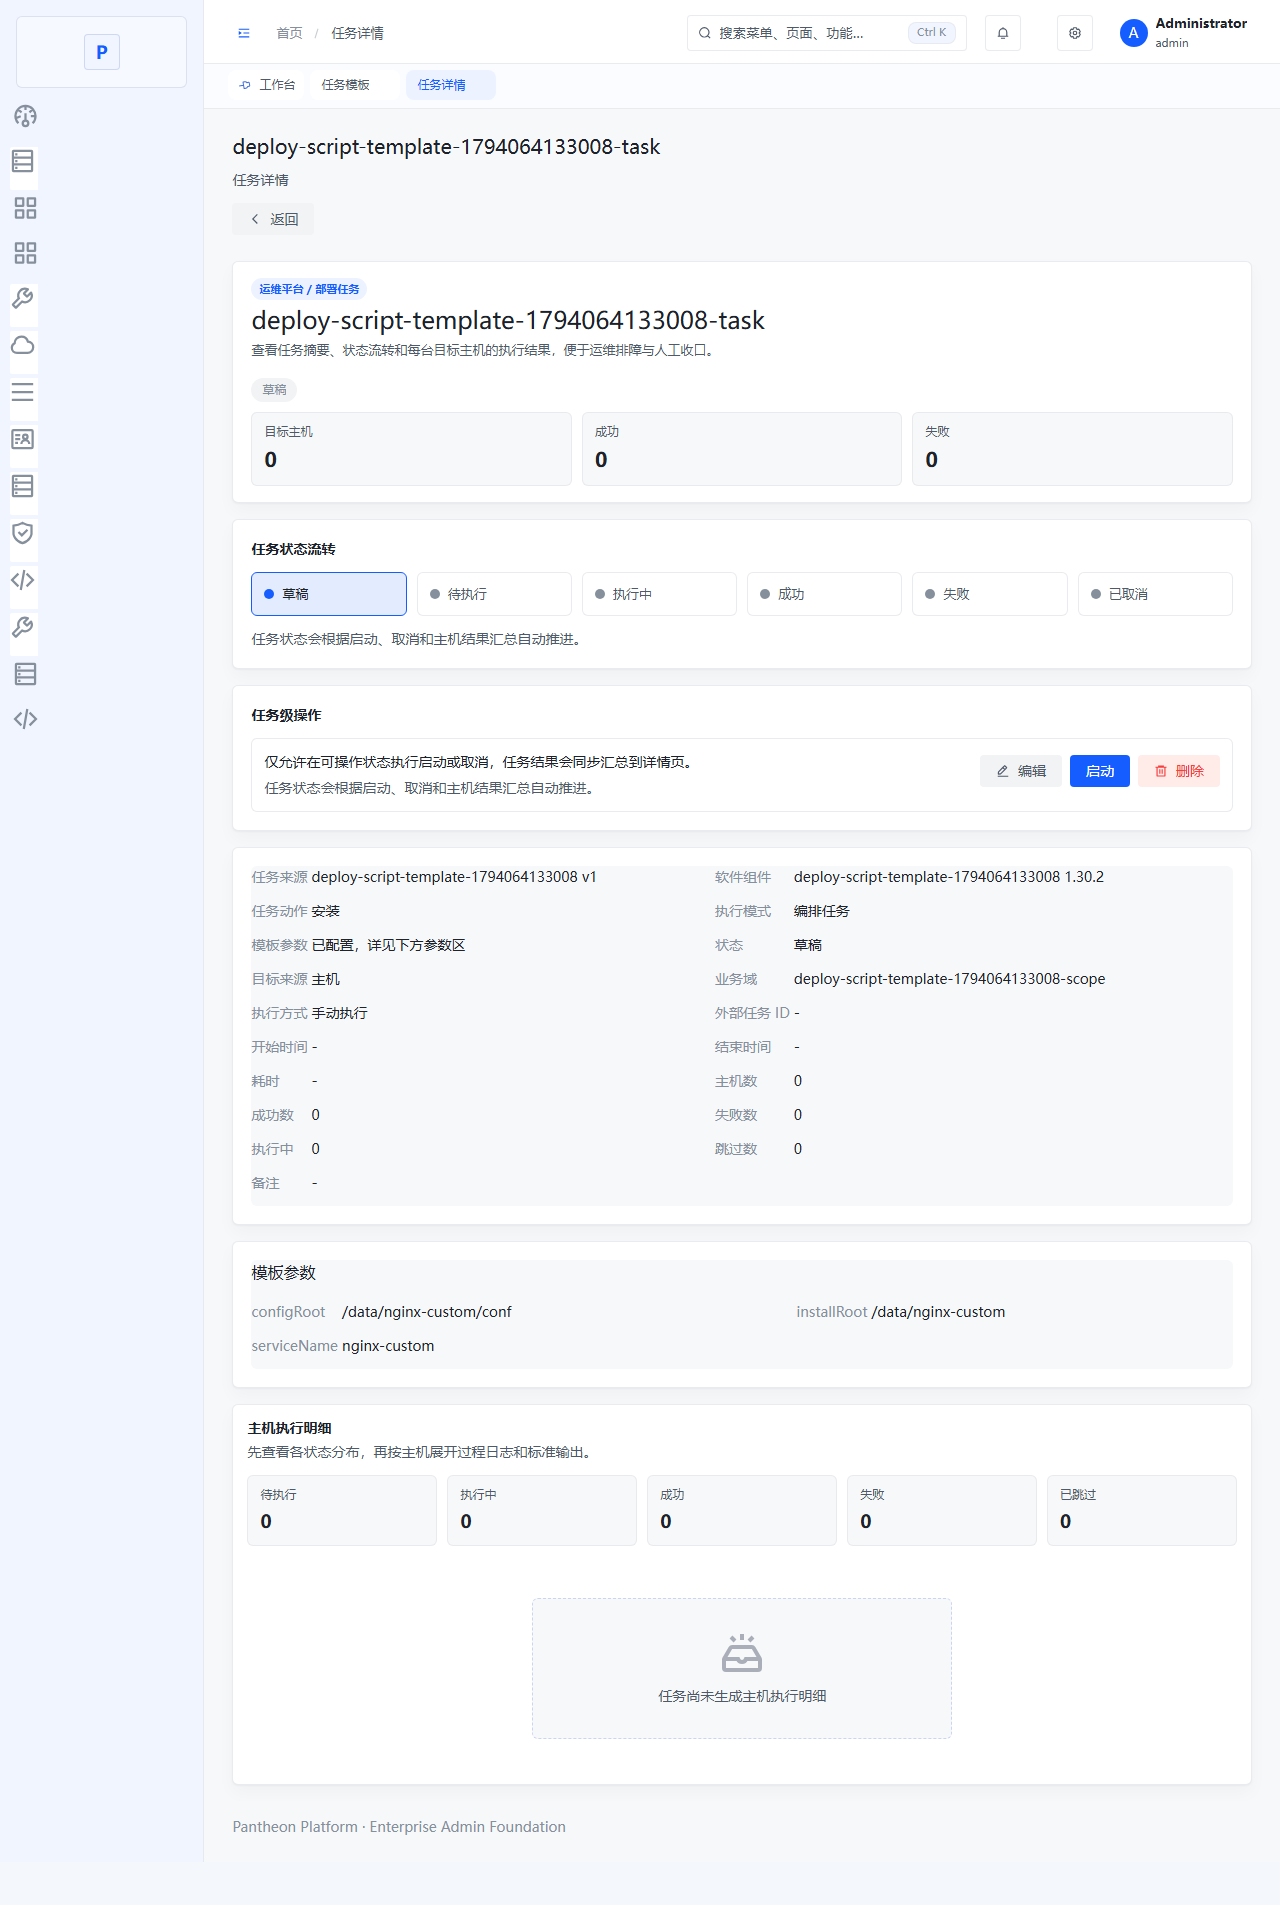 P
首页 / 任务详情
搜索菜单、页面、功能...
Ctrl K
A
Administrator
admin
工作台
任务模板
任务详情
deploy-script-template-1794064133008-task
任务详情
返回
运维平台 / 部署任务
deploy-script-template-1794064133008-task
查看任务摘要、状态流转和每台目标主机的执行结果，便于运维排障与人工收口。
草稿
目标主机
0
成功
0
失败
0
任务状态流转
草稿
待执行
执行中
成功
失败
已取消
任务状态会根据启动、取消和主机结果汇总自动推进。
任务级操作
仅允许在可操作状态执行启动或取消，任务结果会同步汇总到详情页。
任务状态会根据启动、取消和主机结果汇总自动推进。
编辑
启动
删除
任务来源 deploy-script-template-1794064133008 v1
软件组件 deploy-script-template-1794064133008 1.30.2
任务动作 安装
执行模式 编排任务
模板参数 已配置，详见下方参数区
状态 草稿
目标来源 主机
业务域 deploy-script-template-1794064133008-scope
执行方式 手动执行
外部任务 ID -
开始时间 -
结束时间 -
耗时 -
主机数 0
成功数 0
失败数 0
执行中 0
跳过数 0
备注 -
模板参数
configRoot /data/nginx-custom/conf
installRoot /data/nginx-custom
serviceName nginx-custom
主机执行明细
先查看各状态分布，再按主机展开过程日志和标准输出。
待执行
0
执行中
0
成功
0
失败
0
已跳过
0
任务尚未生成主机执行明细
Pantheon Platform · Enterprise Admin Foundation